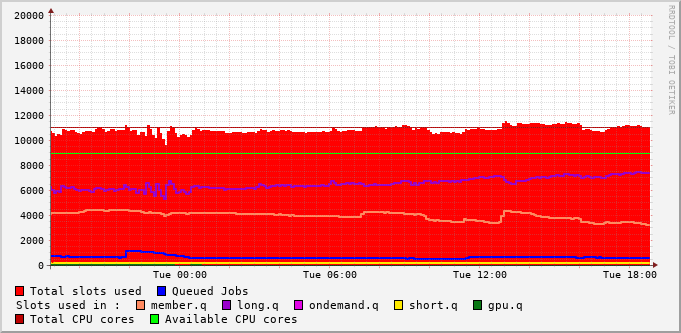 20000
18000
16000
14000
12000
10000
8000
6000
4000
2000
0
Tue 00:00 Tue 06:00 Tue 12:00 Tue 18:00
RRDTOOL / TOBI OETIKER
Total slots used Queued Jobs
Slots used in : member.q long.q ondemand.q short.q gpu.q
Total CPU cores Available CPU cores